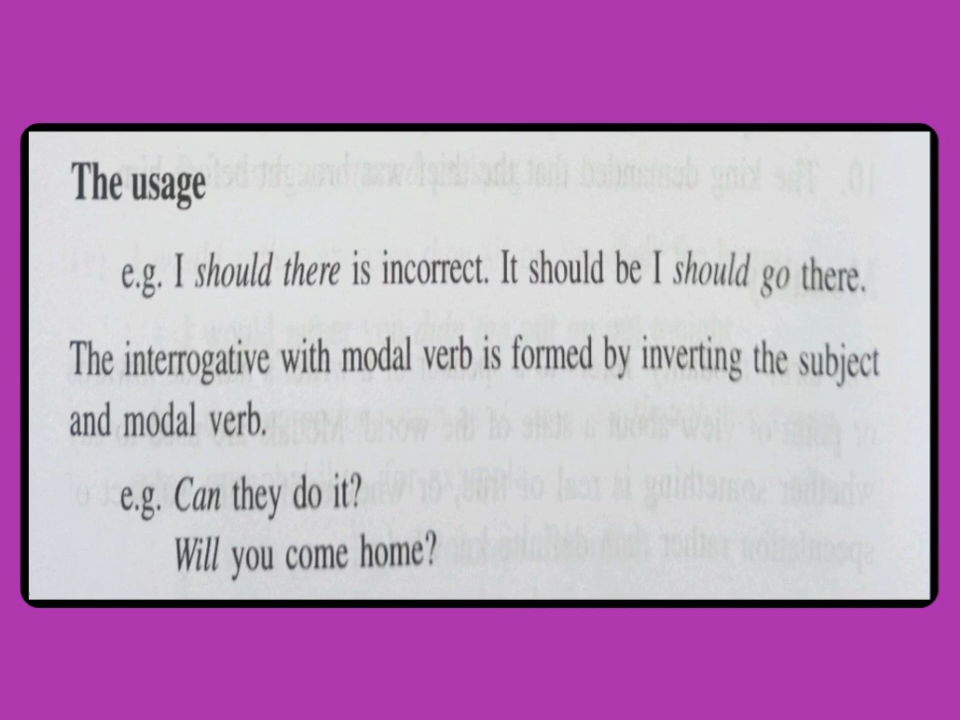 The usage
e.g. I should there is incorrect. It should be I should go there.
The interrogative with modal verb is formed by inverting the subject
and modal verb.
e.g. Can they do it?
Will you come home?